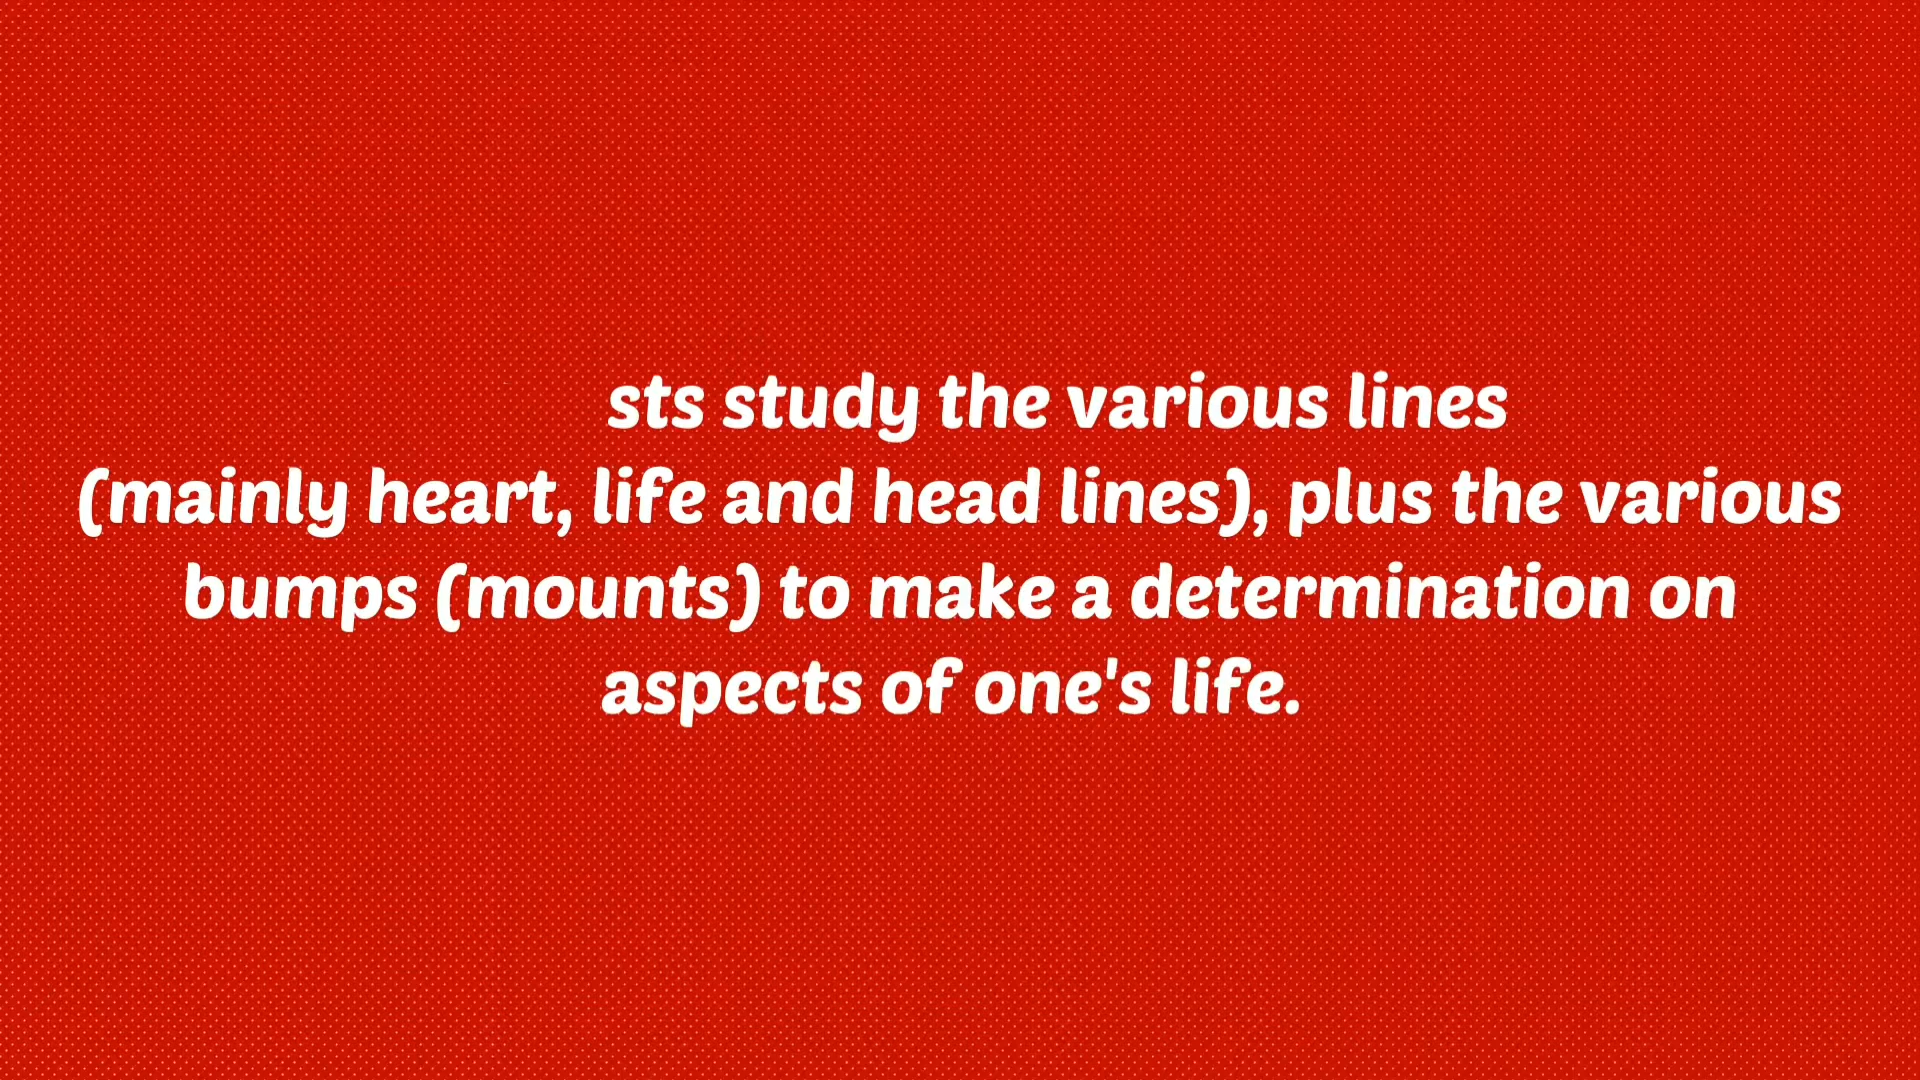 sts study the various lines
(mainly heart, life and head lines), plus the various
bumps (mounts) to make a determination on
aspects of one's life.